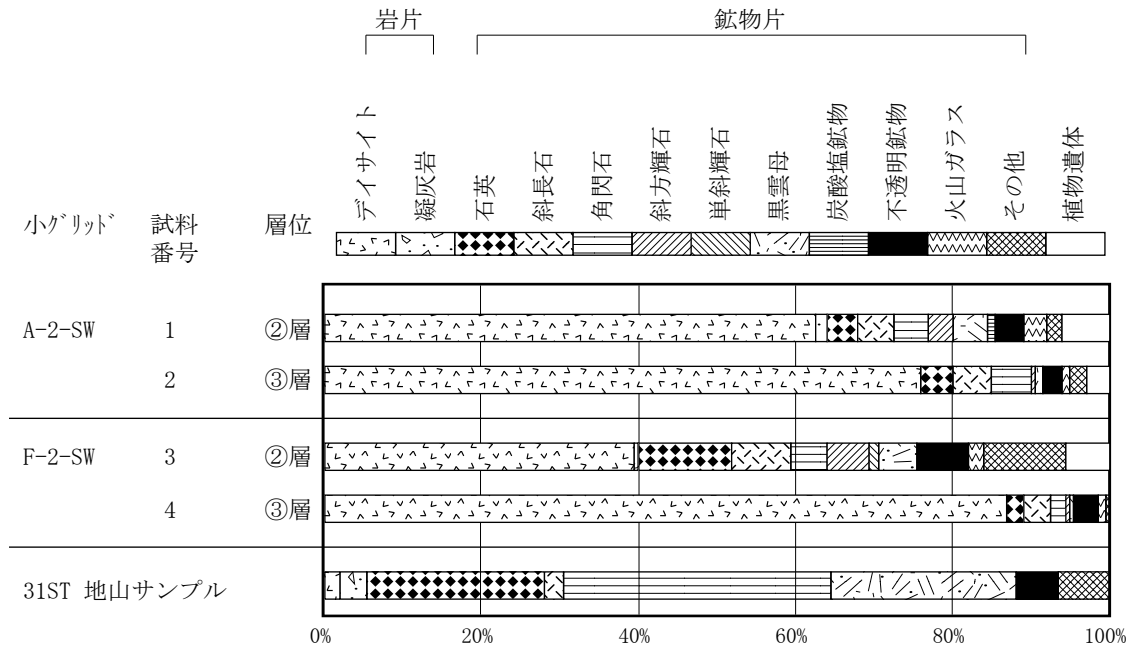 岩片 鉱物片
デイサイト 凝灰岩 石英 斜長石 角閃石 斜方輝石 単斜輝石 黒雲母 炭酸塩鉱物 不透明鉱物 火山ガラス その他 植物遺体
小ｸﾞﾘｯﾄﾞ 試料 層位
番号
A-2-SW 1 ②層
2 ③層
F-2-SW 3 ②層
4 ③層
31ST 地山サンプル
0% 20% 40% 60% 80% 100%